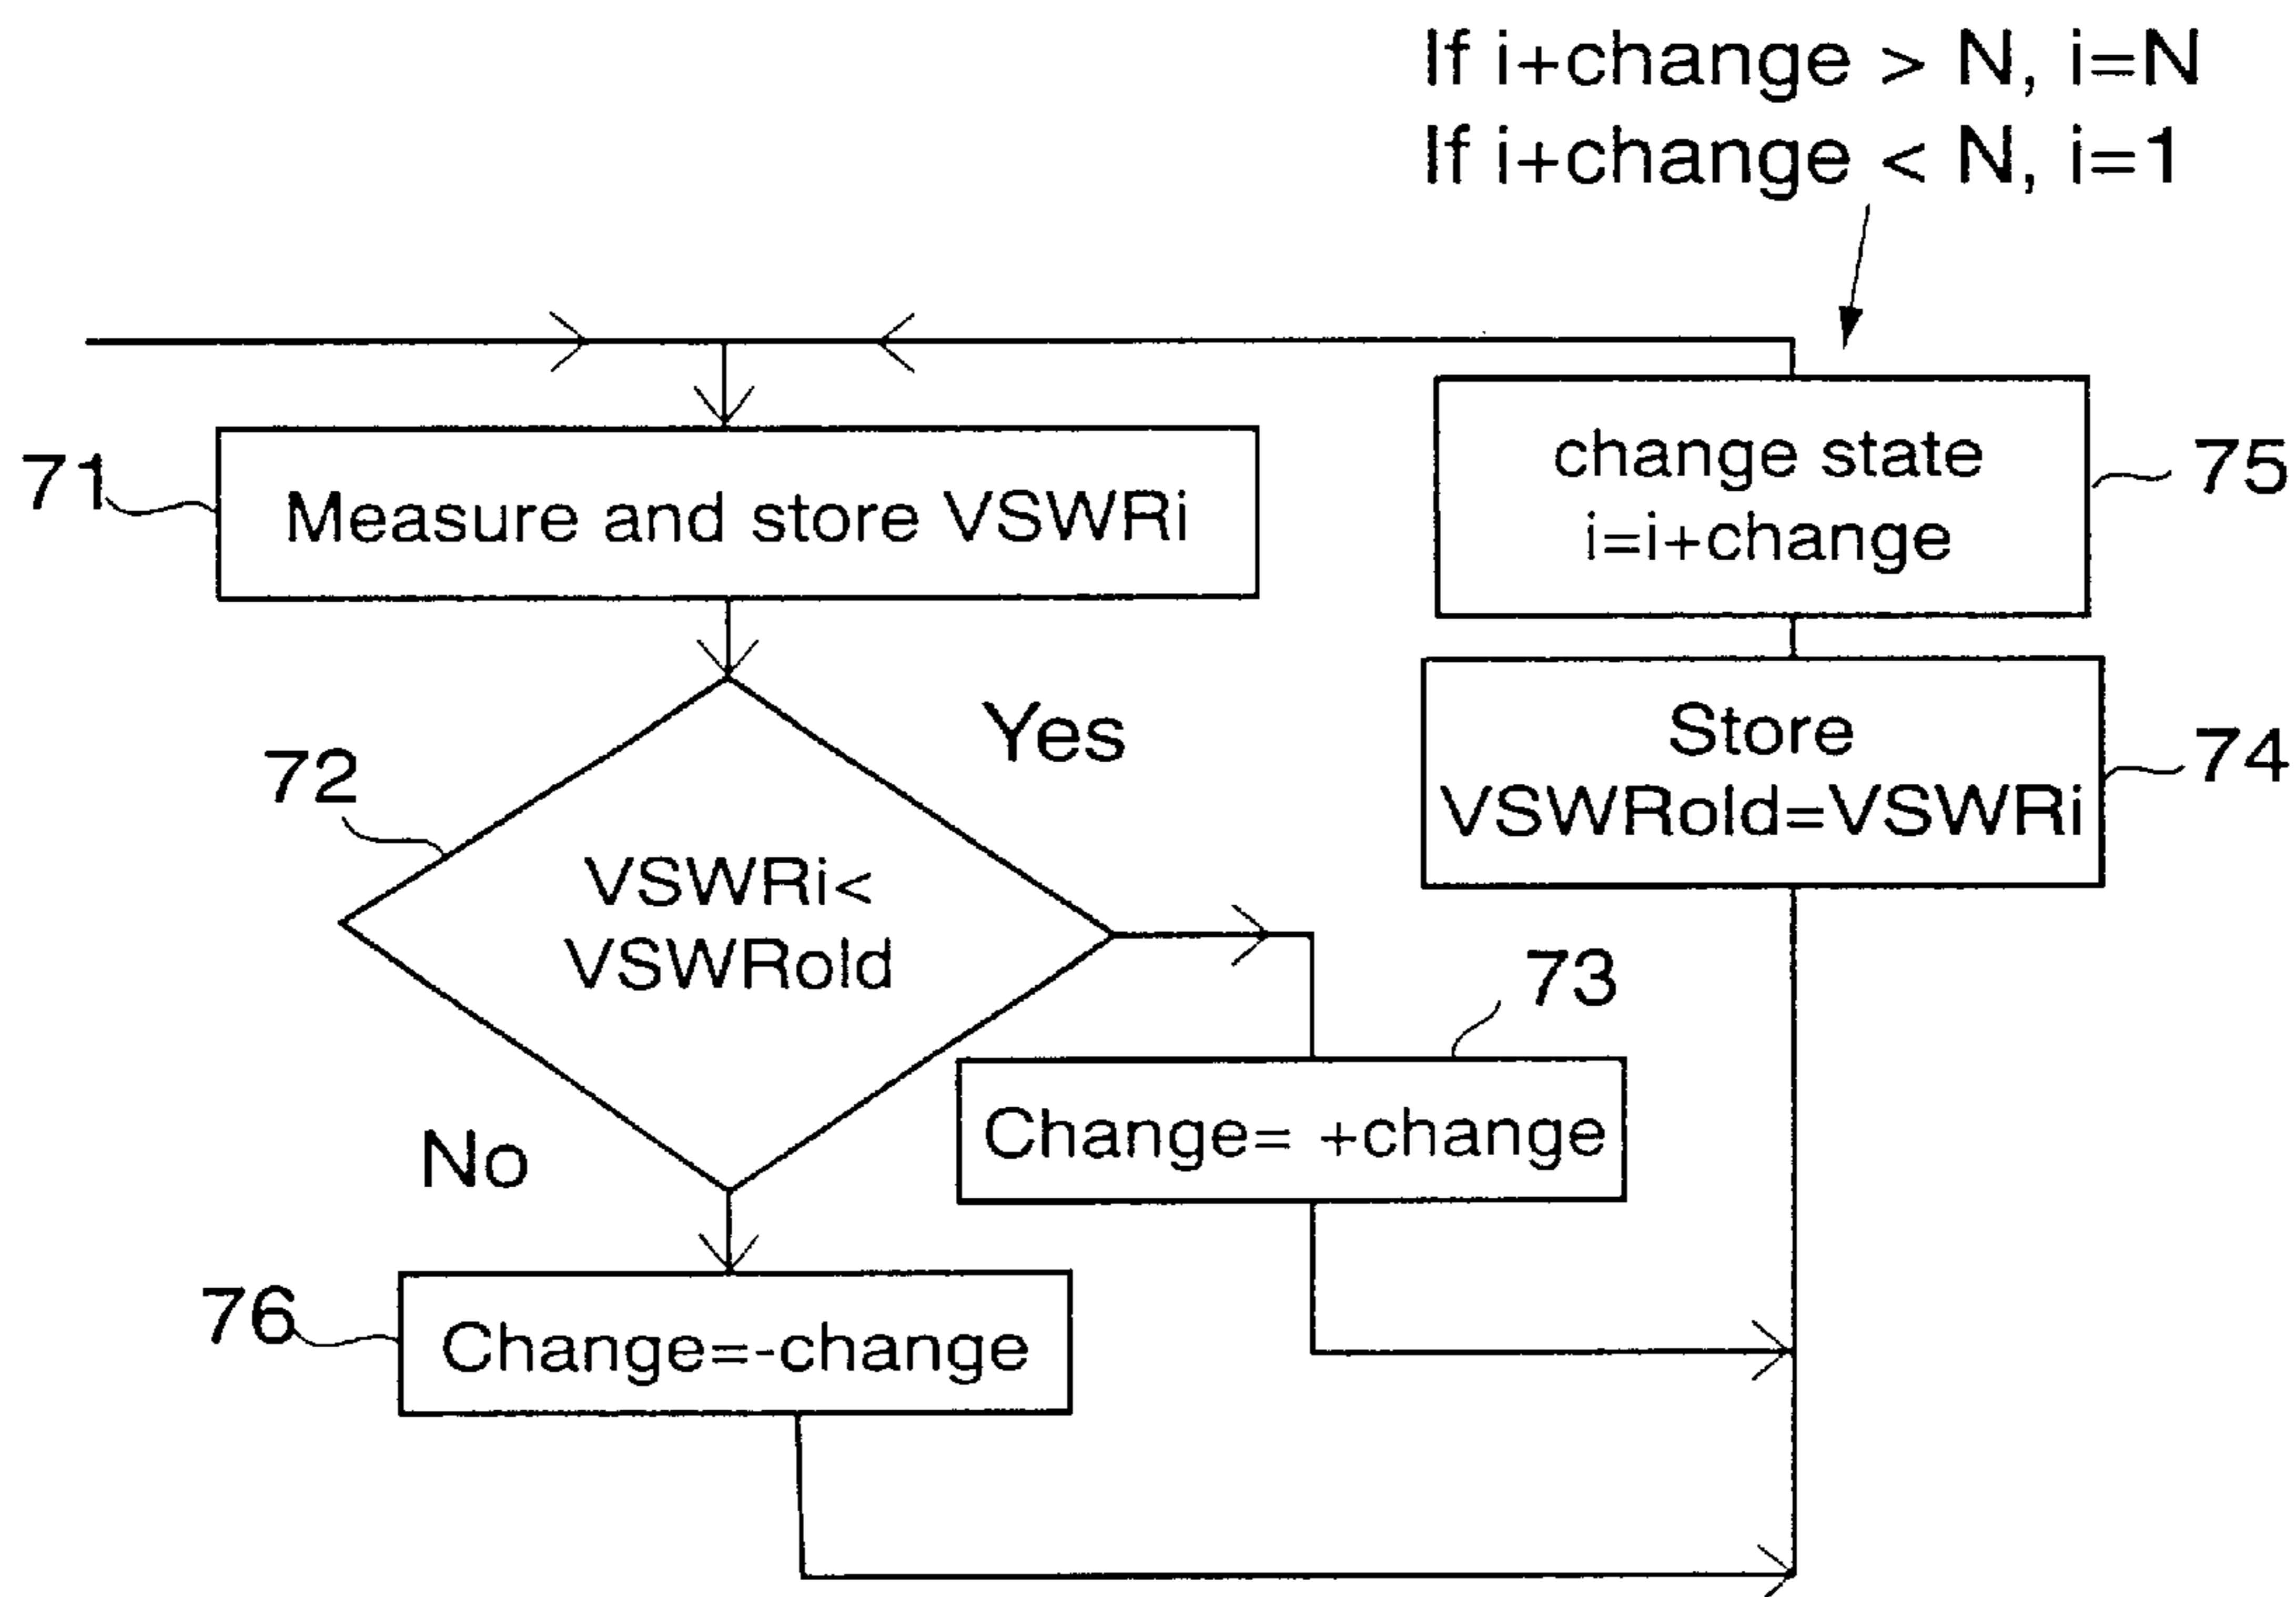 If i+change > N, i=N
If i+change < N, i=1
71
Measure and store VSWRi
change state
i=i+change
75
72
Yes
VSWRi<
VSWRold
Store
VSWRold=VSWRi
74
73
Change= +change
No
76
Change=-change